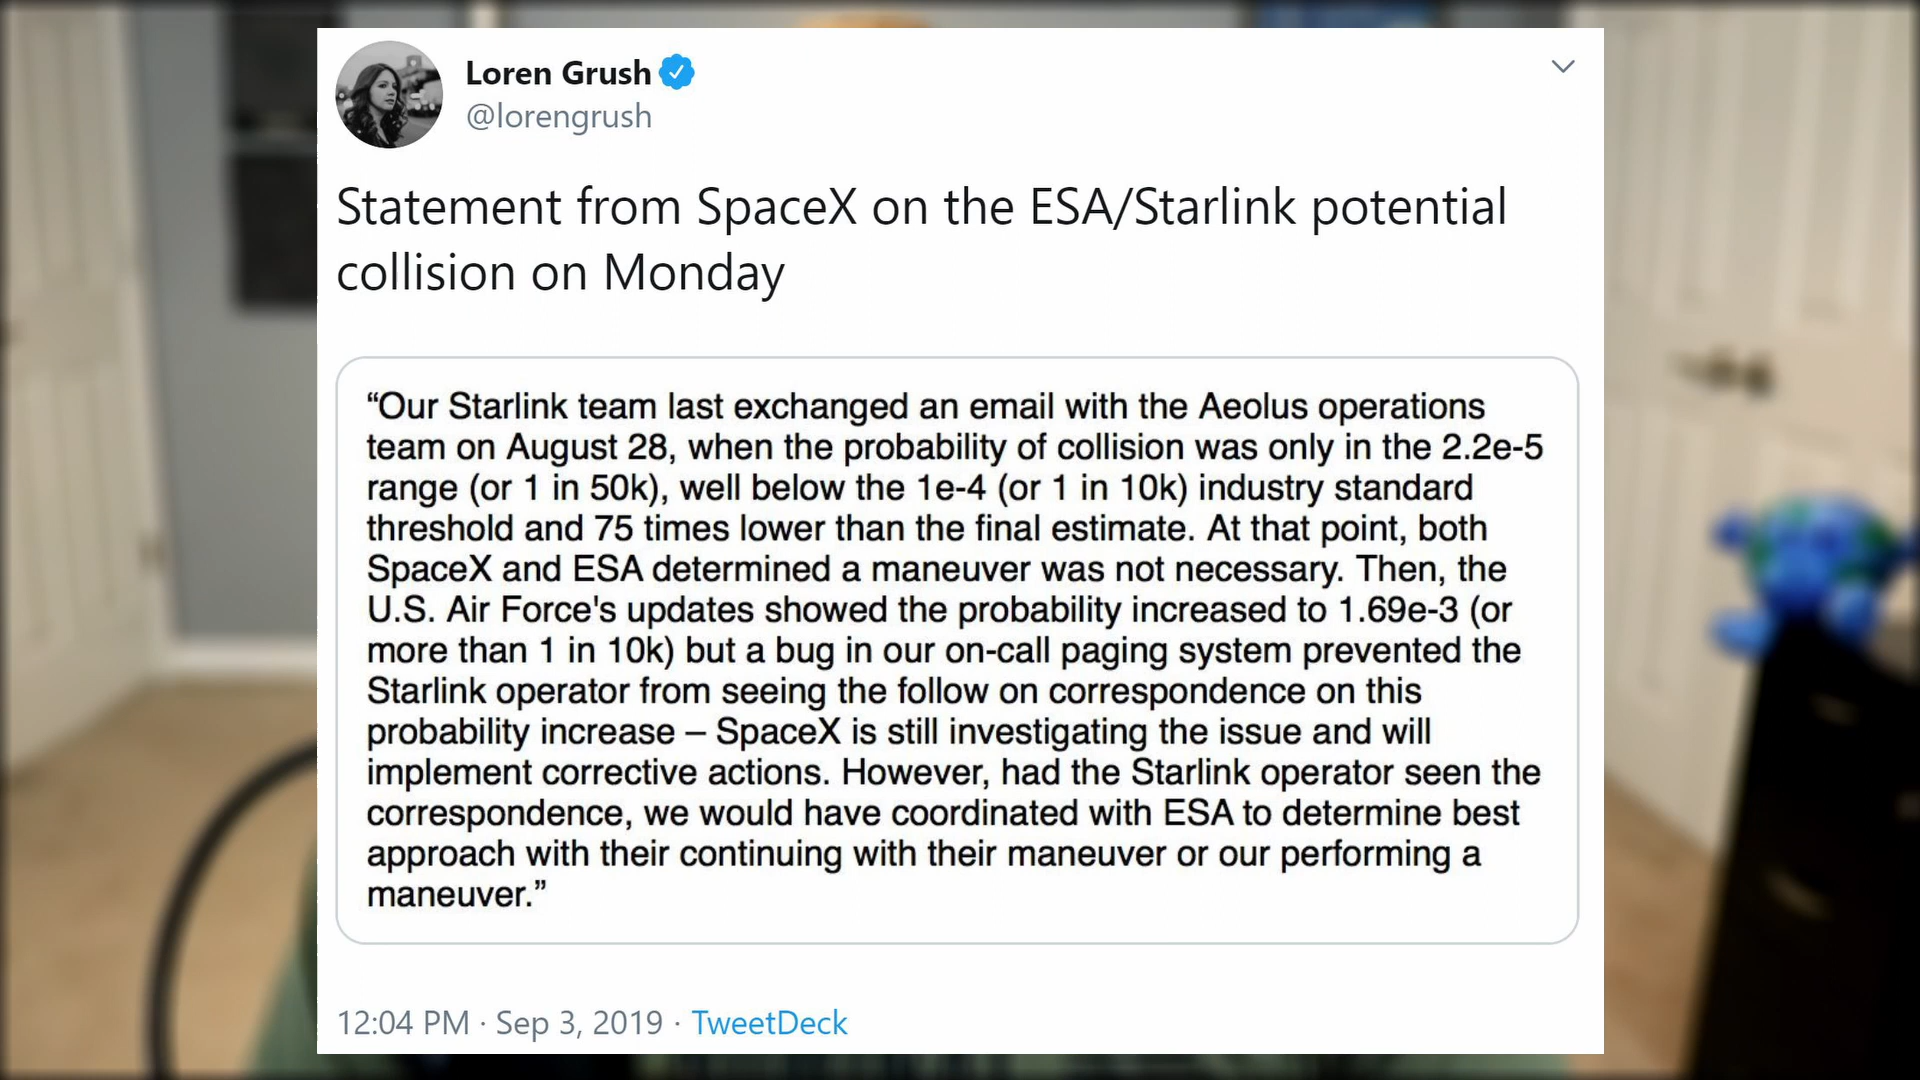 Loren Grush
@lorengrush
Statement from SpaceX on the ESA/Starlink potential
collision on Monday
“Our Starlink team last exchanged an email with the Aeolus operations
team on August 28, when the probability of collision was only in the 2.2e-5
range (or 1 in 50k), well below the 1e-4 (or 1 in 10k) industry standard
threshold and 75 times lower than the final estimate. At that point, both
SpaceX and ESA determined a maneuver was not necessary. Then, the
U.S. Air Force's updates showed the probability increased to 1.69e-3 (or
more than 1 in 10k) but a bug in our on-call paging system prevented the
Starlink operator from seeing the follow on correspondence on this
probability increase – SpaceX is still investigating the issue and will
implement corrective actions. However, had the Starlink operator seen the
correspondence, we would have coordinated with ESA to determine best
approach with their continuing with their maneuver or our performing a
maneuver.”
12:04 PM · Sep 3, 2019 · TweetDeck